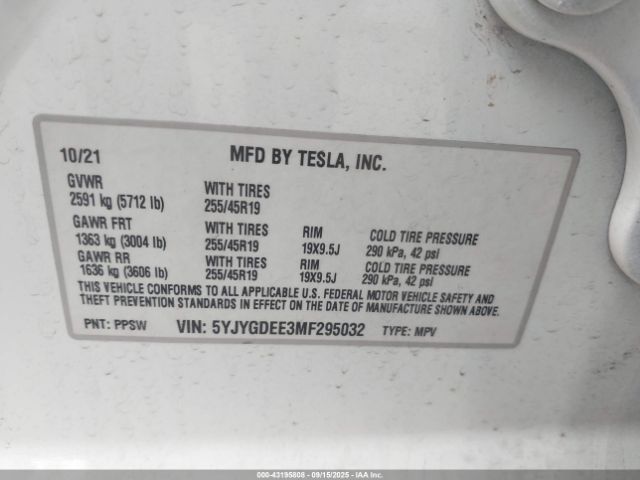 10/21 MFD BY TESLA, INC.
GVWR WITH TIRES
2591 kg (5712 lb) 255/45R19
GAWR FRT WITH TIRES RIM COLD TIRE PRESSURE
1363 kg (3004 lb) 255/45R19 19X9.5J 290 kPa, 42 psi
GAWR RR WITH TIRES RIM COLD TIRE PRESSURE
1636 kg (3606 lb) 255/45R19 19X9.5J 290 kPa, 42 psi
THIS VEHICLE CONFORMS TO ALL APPLICABLE U.S. FEDERAL MOTOR VEHICLE SAFETY AND
THEFT PREVENTION STANDARDS IN EFFECT ON THE DATE OF MANUFACTURE SHOWN ABOVE.
PNT: PPSW VIN: 5YJYGDEE3MF295032 TYPE: MPV
000-43195808 - 09/15/2025 - IAA Inc.